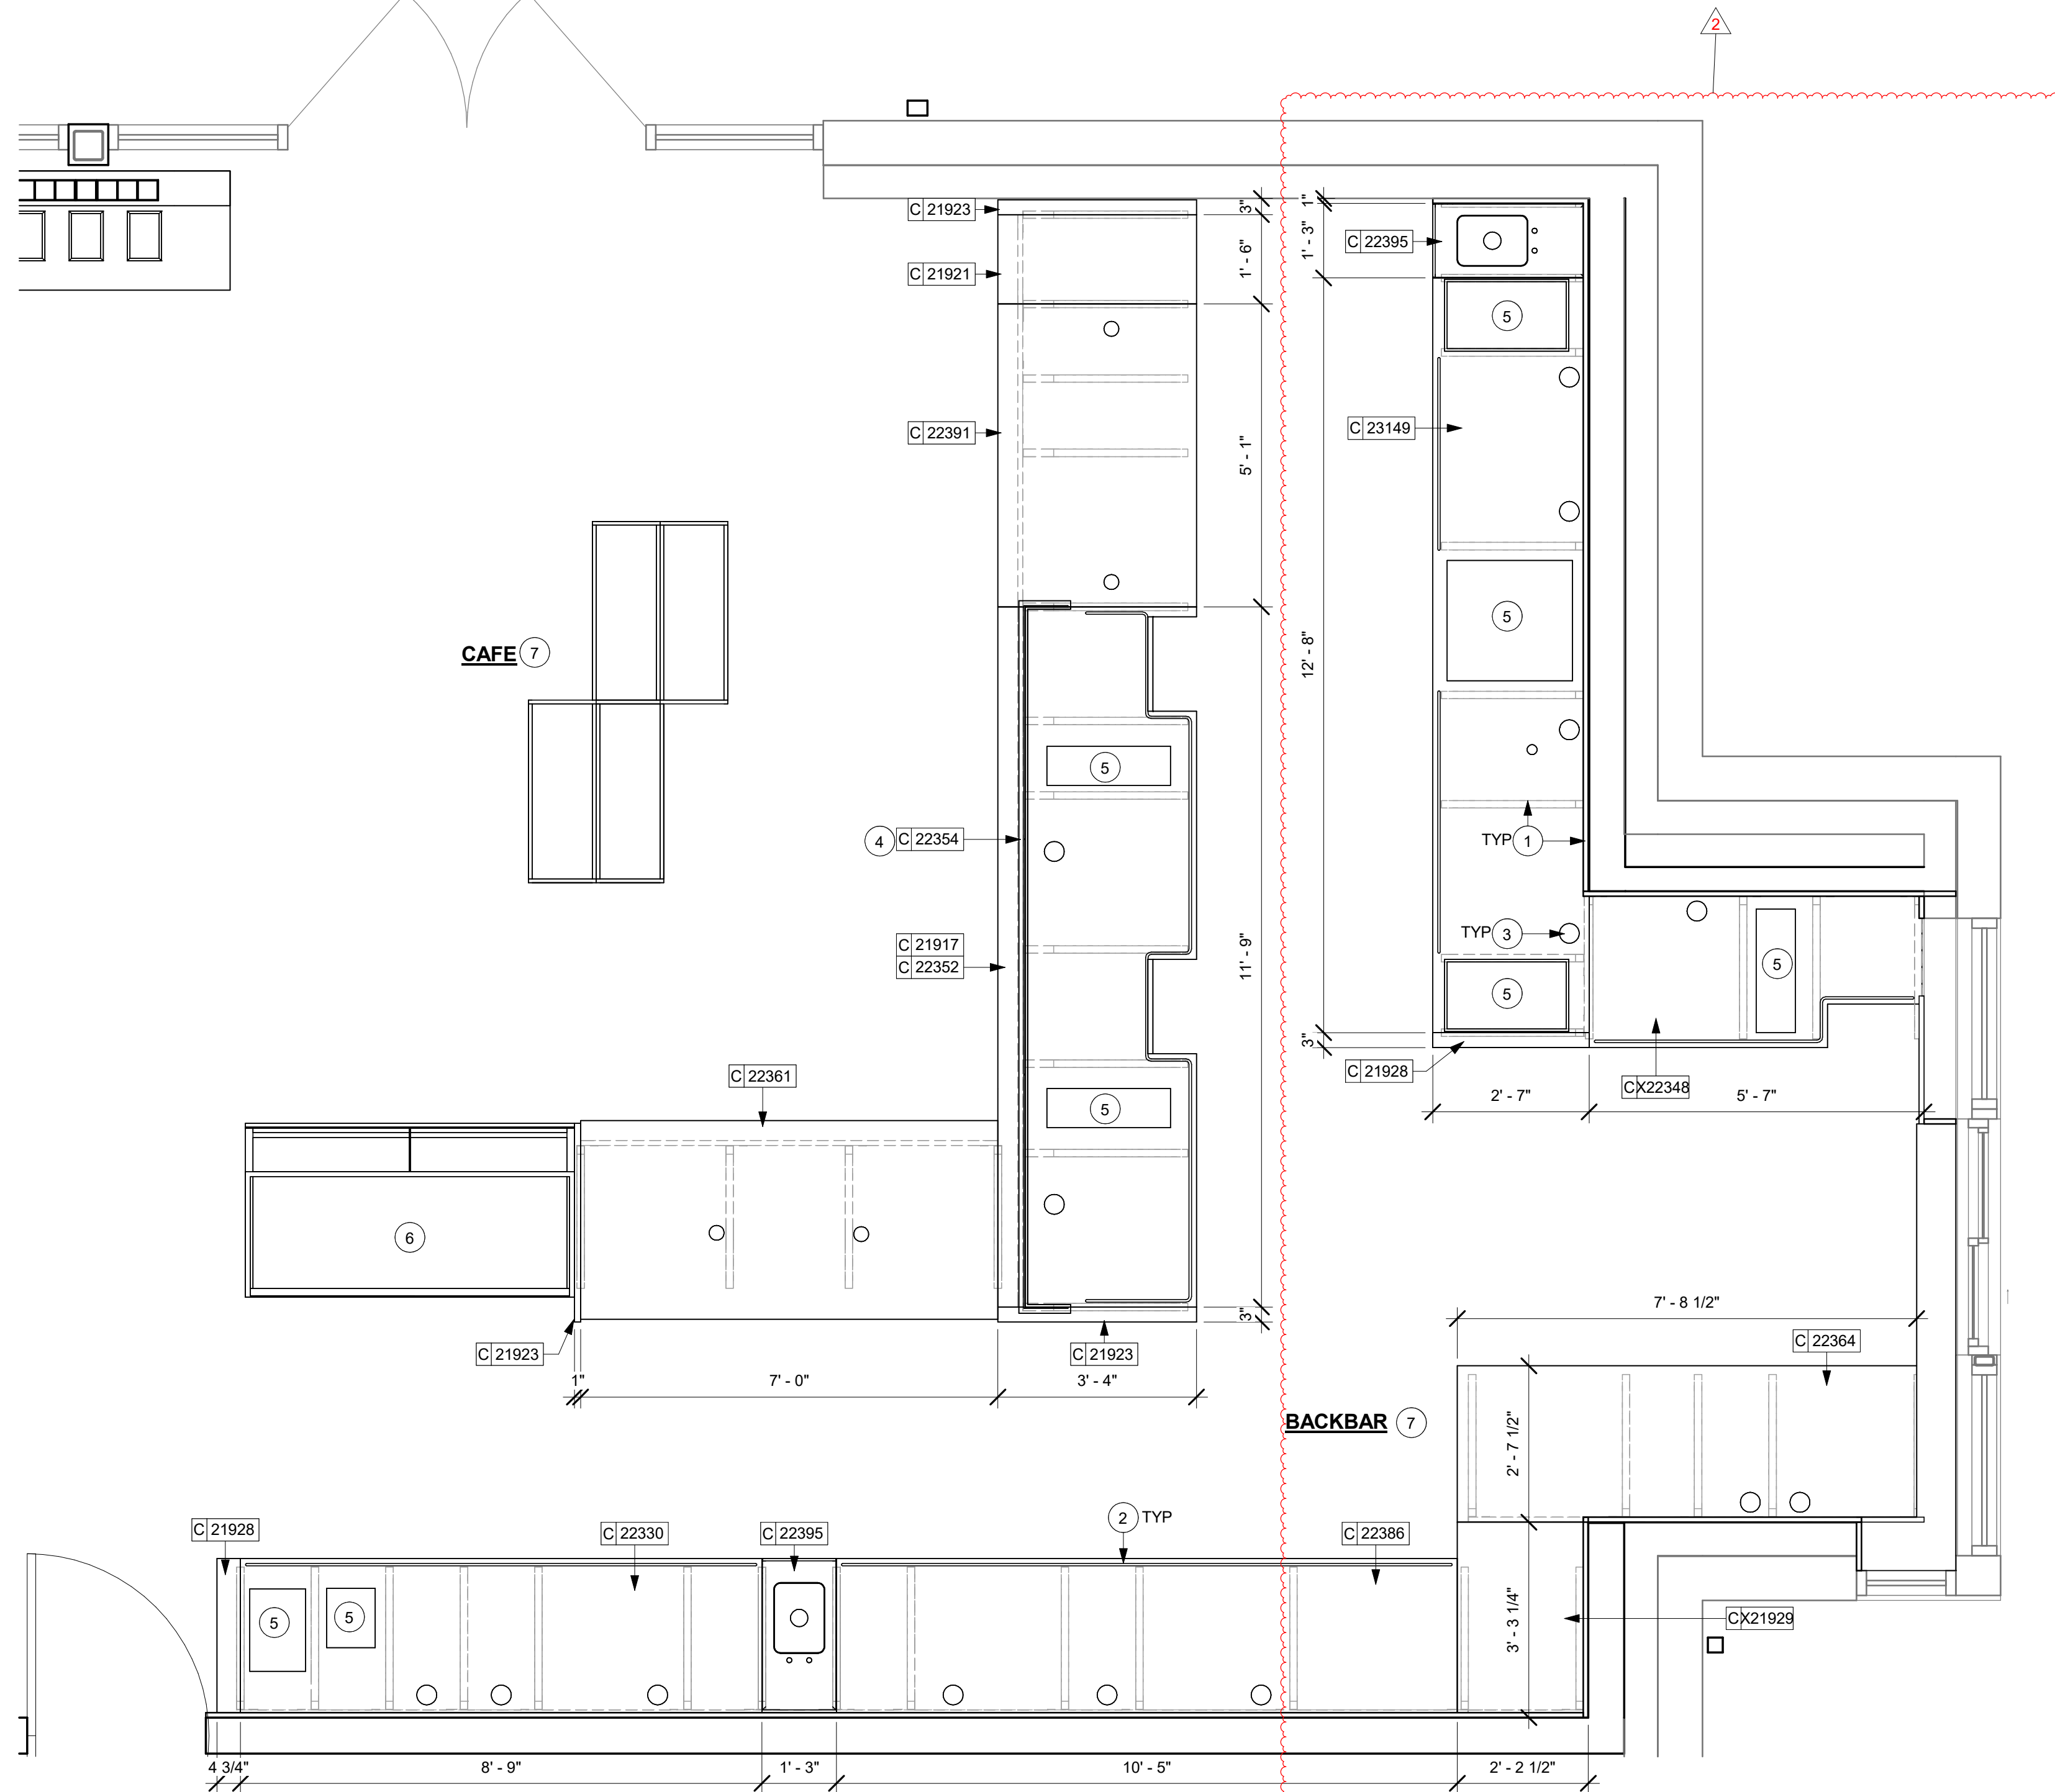 2
C 21923
3"
1"
C 22395
1' - 3"
1' - 6"
C 21921
5
C 22391
5' - 1"
C 23149
5
12' - 8"
CAFE 7
5
4 C 22354
TYP 1
C 21917
C 22352
11' - 9"
TYP 3
5
5
3"
C 21928
CX22348
C 22361
2' - 7"
5' - 7"
5
6
3"
7' - 8 1/2"
C 21923
C 21923
C 22364
1"
7' - 0"
3' - 4"
BACKBAR 7
2' - 7 1/2"
C 21928
C 22330
C 22395
2 TYP
C 22386
5
5
3' - 3 1/4"
CX21929
4 3/4"
8' - 9"
1' - 3"
10' - 5"
2' - 2 1/2"